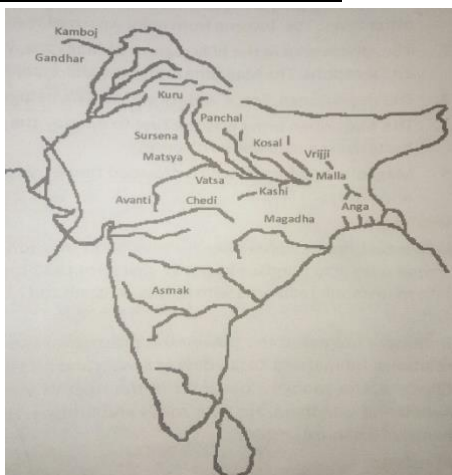 Kamboj
Gandhar
Kuru
Panchal
Sursena
Kosal
Vrijji
Matsya
Malla
Vatsa
Kashi
Avanti
Chedi
Anga
Magadha
Asmak